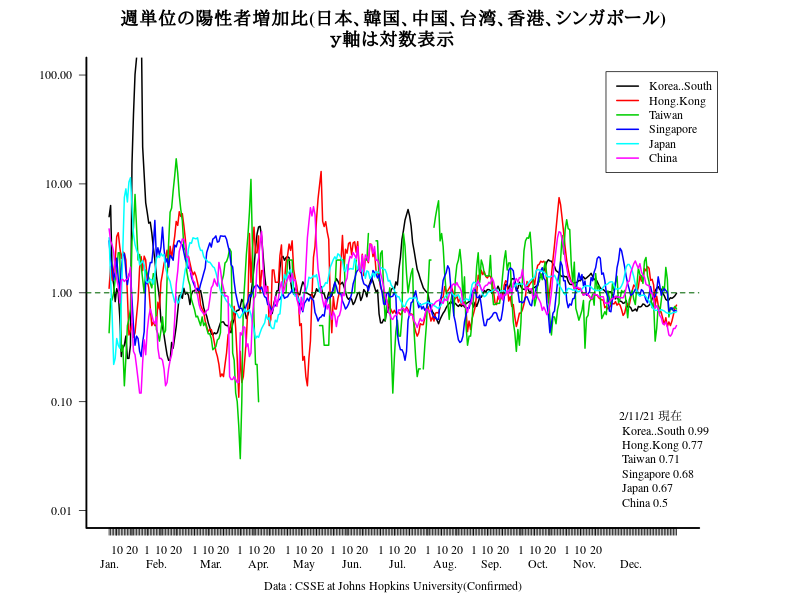 週単位の陽性者増加比(日本、韓国、中国、台湾、香港、シンガポール)
y軸は対数表示
100.00
10.00
1.00
0.10
0.01
Korea..South
Hong.Kong
Taiwan
Singapore
Japan
China
2/11/21 現在
Korea..South 0.99
Hong.Kong 0.77
Taiwan 0.71
Singapore 0.68
Japan 0.67
China 0.5
10 20 1 10 20 1 10 20 1 10 20 1 10 20 1 10 20 1 10 20 1 10 20 1 10 20 1 10 20 1 10 20
Jan. Feb. Mar. Apr. May Jun. Jul. Aug. Sep. Oct. Nov. Dec.
Data : CSSE at Johns Hopkins University(Confirmed)